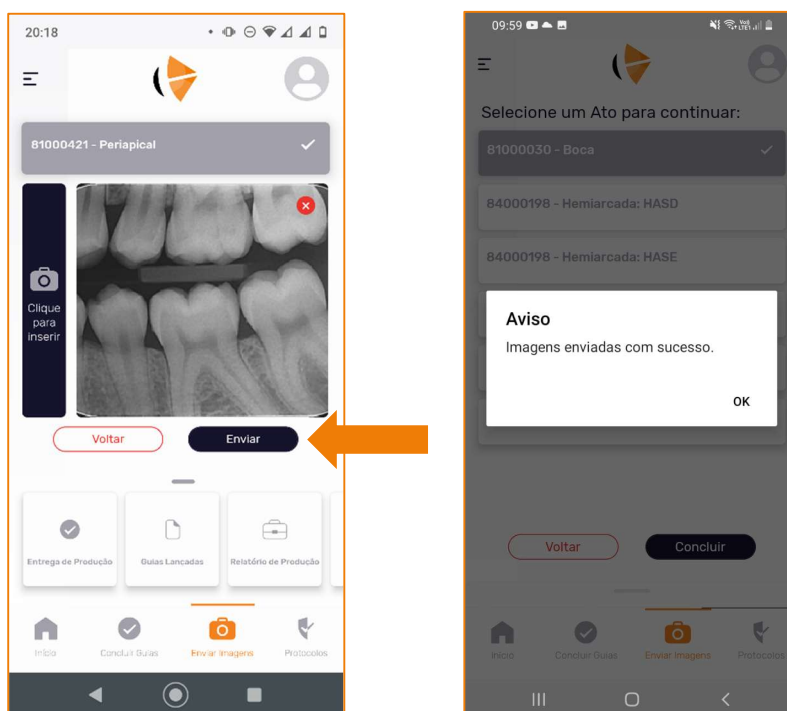 20:18
81000421 - Periapical
Clique
para
inserir
Voltar
Enviar
Entrega de Produção
Guias Lançadas
Relatório de Produção
Início
Concluir Guias
Enviar Imagens
Protocolos
09:59
Selecione um Ato para continuar:
81000030 - Boca
84000198 - Hemiarcada: HASD
84000198 - Hemiarcada: HASE
Aviso
Imagens enviadas com sucesso.
OK
Voltar
Concluir
Início
Concluir Guias
Enviar Imagens
Protocolos